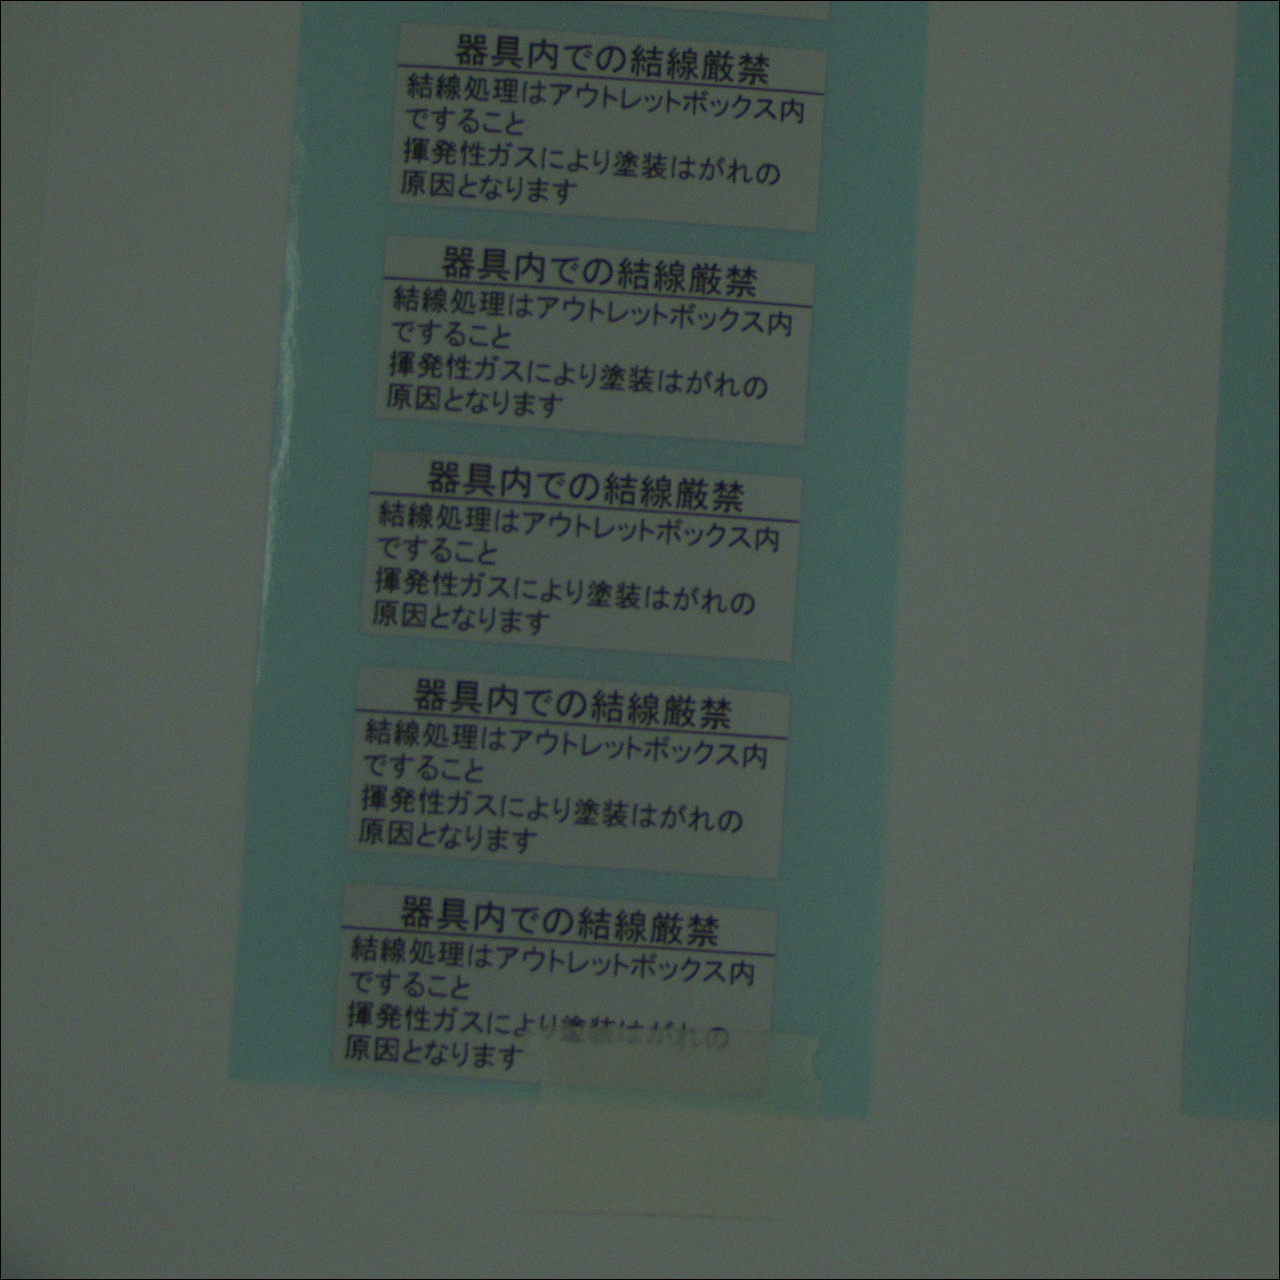 器具内での結線厳禁
結線処理はアウトレットボックス内
ですること
揮発性ガスにより塗装はがれの
原因となります
器具内での結線厳禁
結線処理はアウトレットボックス内
ですること
揮発性ガスにより塗装はがれの
原因となります
器具内での結線厳禁
結線処理はアウトレットボックス内
ですること
揮発性ガスにより塗装はがれの
原因となります
器具内での結線厳禁
結線処理はアウトレットボックス内
ですること
揮発性ガスにより塗装はがれの
原因となります
器具内での結線厳禁
結線処理はアウトレットボックス内
ですること
揮発性ガスにより塗装はがれの
原因となります